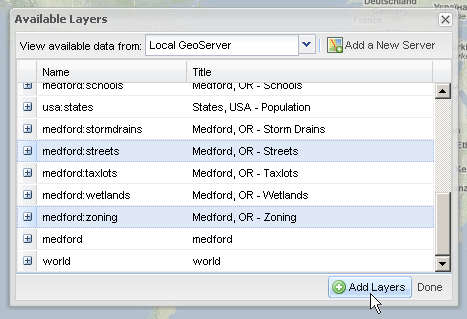 Available Layers
View available data from: Local GeoServer Add a New Server
Name Title
medford:schools Medford, OR - Schools
usa:states States, USA - Population
medford:stormdrains Medford, OR - Storm Drains
medford:streets Medford, OR - Streets
medford:taxlots Medford, OR - Taxlots
medford:wetlands Medford, OR - Wetlands
medford:zoning Medford, OR - Zoning
medford medford
world world
Add Layers Done